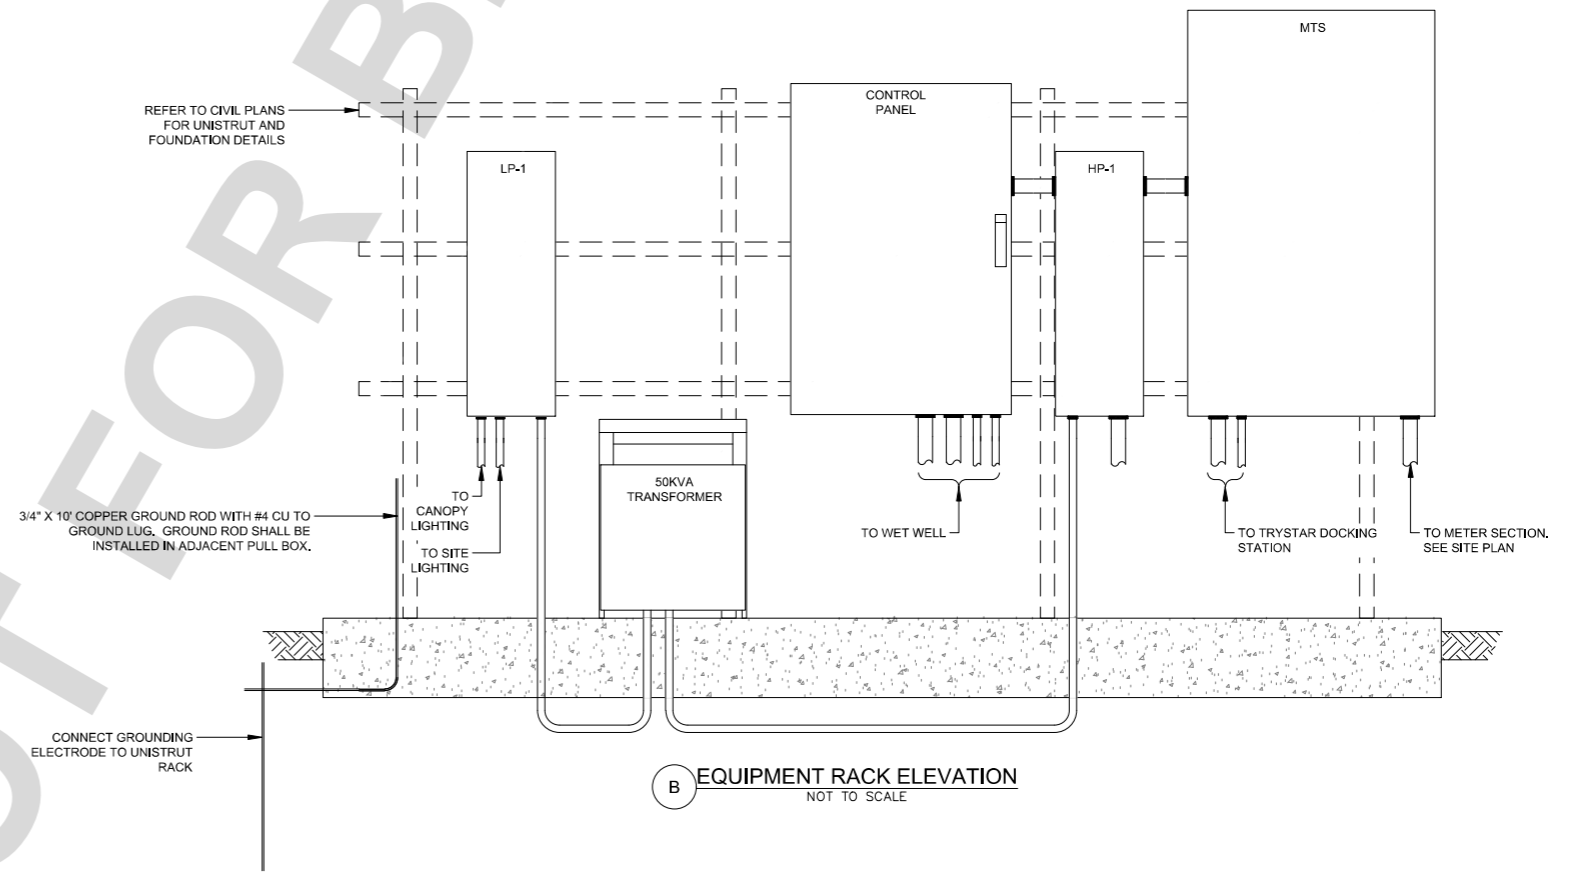 MTS
CONTROL
PANEL
REFER TO CIVIL PLANS
FOR UNISTRUT AND
FOUNDATION DETAILS
LP-1
HP-1
50KVA
TRANSFORMER
TO
CANOPY
LIGHTING
3/4" X 10' COPPER GROUND ROD WITH #4 CU TO
GROUND LUG. GROUND ROD SHALL BE
INSTALLED IN ADJACENT PULL BOX.
TO SITE
LIGHTING
TO WET WELL
TO TRYSTAR DOCKING
STATION
TO METER SECTION.
SEE SITE PLAN
CONNECT GROUNDING
ELECTRODE TO UNISTRUT
RACK
B
EQUIPMENT RACK ELEVATION
NOT TO SCALE
OT FOR B